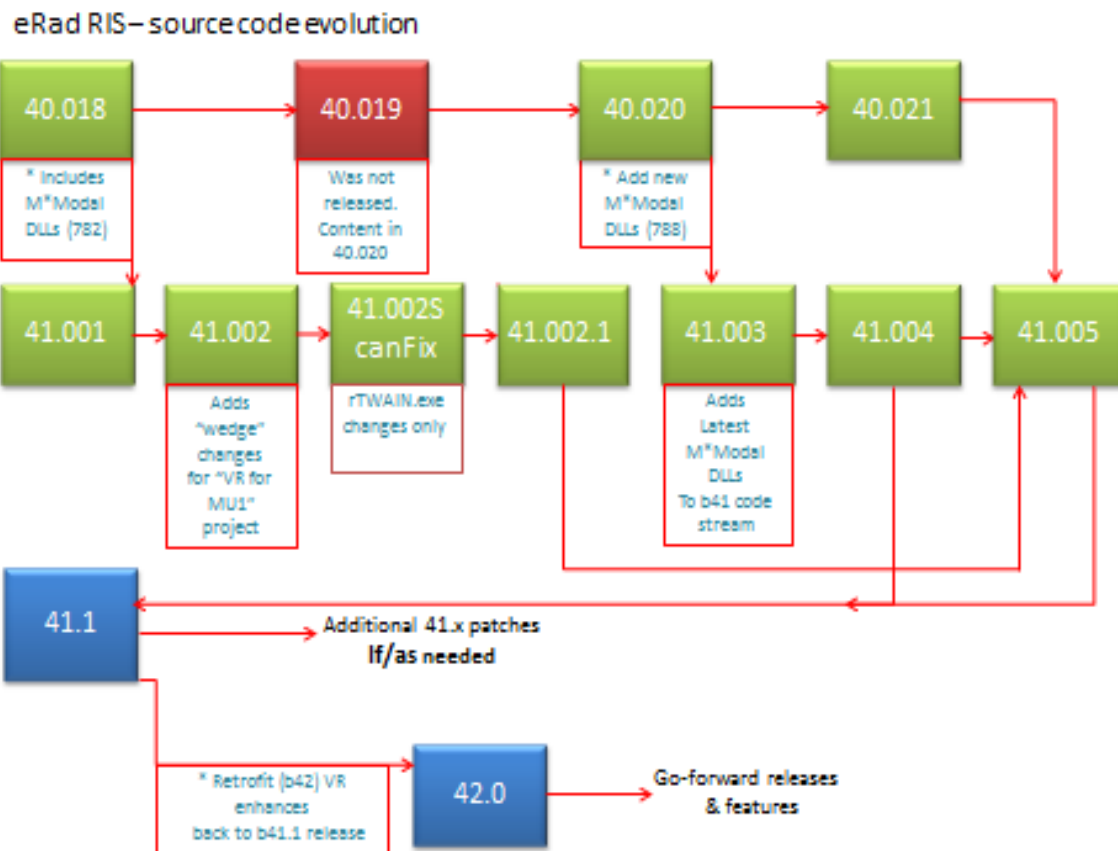 eRad RIS – source code evolution
40.018
40.019
40.020
40.021
* Includes
M*Modal
DLLs (782)
Was not
released.
Content in
40.020
* Add new
M*Modal
DLLs (788)
41.001
41.002
41.002S
canFix
41.002.1
41.003
41.004
41.005
Adds
"wedge"
changes
for "VR for
MU1"
project
rTWAIN.exe
changes only
Adds
Latest
M*Modal
DLLs
To b41 code
stream
41.1
Additional 41.x patches
If/as needed
* Retrofit (b42) VR
enhances
back to b41.1 release
42.0
Go-forward releases
& features